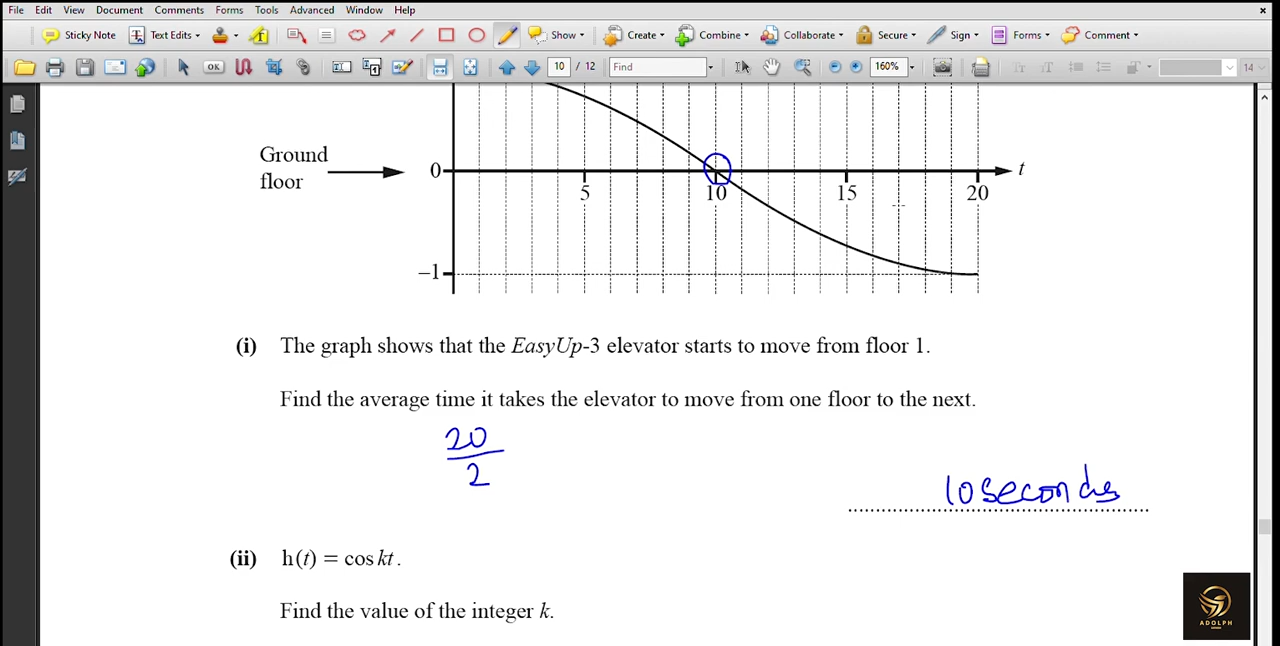 File Edit View Document Comments Forms Tools Advanced Window Help ×
Sticky Note Text Edits Show Create Combine Collaborate Secure Sign Forms Comment
OK 10 / 12 Find 160% 14
Ground floor
0
t
5 10 15 20
−1
(i) The graph shows that the EasyUp-3 elevator starts to move from floor 1.
Find the average time it takes the elevator to move from one floor to the next.
20
2
10 seconds
(ii) h(t) = cos kt.
Find the value of the integer k.
ADOLPH